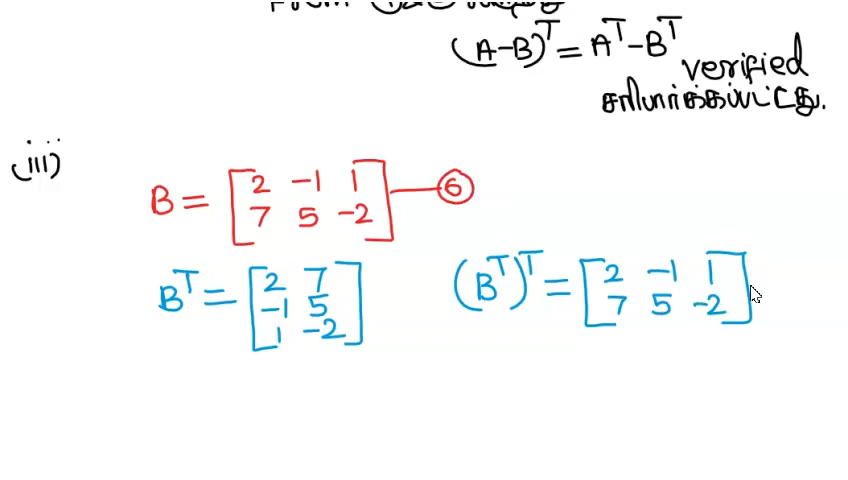 (A-B)ᵀ = Aᵀ-Bᵀ
verified
சரிபார்க்கப்பட்டது.
(iii)
B = [2 -1 1 ; 7 5 -2] — ⑥
Bᵀ = [2 7 ; -1 5 ; 1 -2] (Bᵀ)ᵀ = [2 -1 1 ; 7 5 -2]